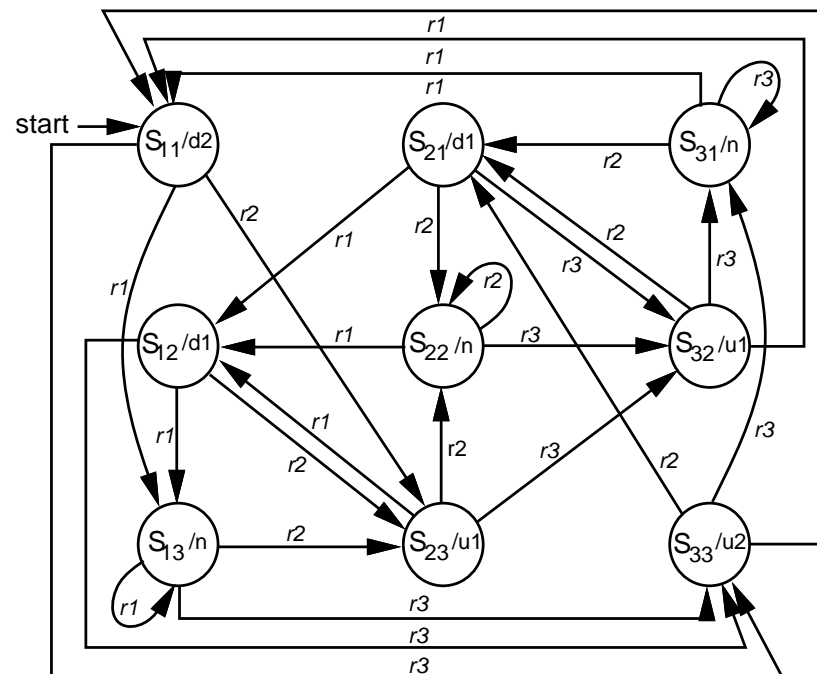 r1
r1
r1
r3
start
S11/d2
S21/d1
S31/n
r2
r2
r1
r2
r2
r3
r3
r1
r2
S12/d1
r1
S22/n
r3
S32/u1
r1
r1
r2
r2
r3
r2
r3
S13/n
r2
S23/u1
S33/u2
r1
r3
r3
r3